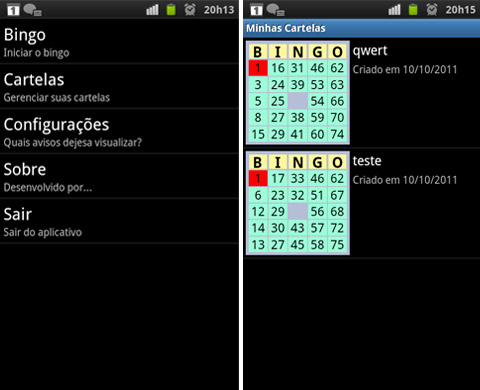 1 20h13
Bingo
Iniciar o bingo
Cartelas
Gerenciar suas cartelas
Configurações
Quais avisos dejesa visualizar?
Sobre
Desenvolvido por...
Sair
Sair do aplicativo
1 20h15
Minhas Cartelas
B I N G O
1 16 31 46 62
3 24 39 53 63
5 25 54 66
8 27 38 59 70
15 29 41 60 74
qwert
Criado em 10/10/2011
B I N G O
1 17 33 46 62
6 23 32 51 67
12 29 56 68
14 30 43 57 72
13 27 45 58 75
teste
Criado em 10/10/2011